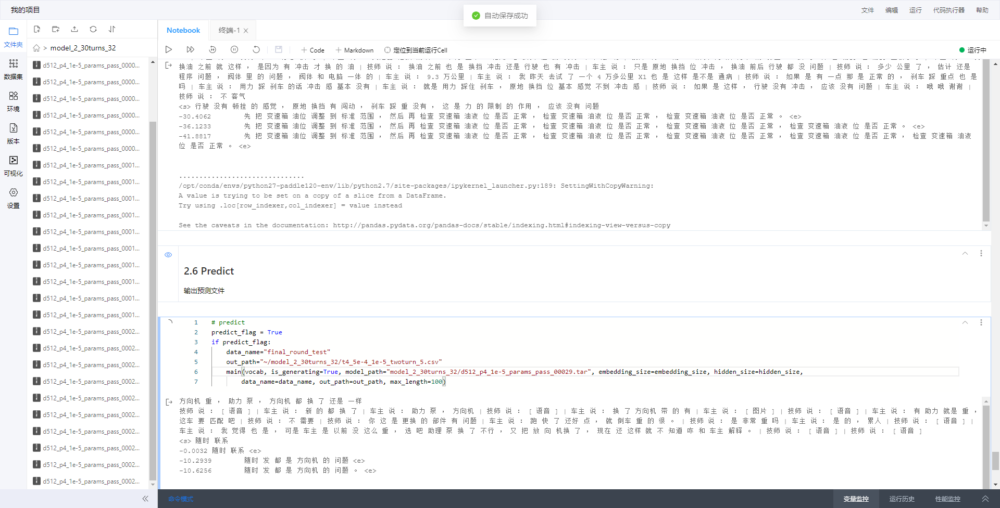 我的项目
自动保存成功
文件 编辑 运行 代码执行器 帮助
文件夹
数据集
环境
版本
可视化
设置
> model_2_30turns_32
d512_p4_1e-5_params_pass_0000...
d512_p4_1e-5_params_pass_0000...
d512_p4_1e-5_params_pass_0000...
d512_p4_1e-5_params_pass_0000...
d512_p4_1e-5_params_pass_0000...
d512_p4_1e-5_params_pass_0000...
d512_p4_1e-5_params_pass_0001...
d512_p4_1e-5_params_pass_0001...
d512_p4_1e-5_params_pass_0001...
d512_p4_1e-5_params_pass_0001...
d512_p4_1e-5_params_pass_0001...
d512_p4_1e-5_params_pass_0001...
d512_p4_1e-5_params_pass_0001...
d512_p4_1e-5_params_pass_0001...
d512_p4_1e-5_params_pass_0001...
d512_p4_1e-5_params_pass_0001...
d512_p4_1e-5_params_pass_0002...
d512_p4_1e-5_params_pass_0002...
d512_p4_1e-5_params_pass_0002...
d512_p4_1e-5_params_pass_0002...
d512_p4_1e-5_params_pass_0002...
d512_p4_1e-5_params_pass_0002...
d512_p4_1e-5_params_pass_0002...
d512_p4_1e-5_params_pass_0002...
d512_p4_1e-5_params_pass_0002...
d512_p4_1e-5_params_pass_0002...
Notebook 终端-1
Code Markdown 定位到当前运行Cell 运行中
换油 之前 就 这样 ， 是因为 有 冲击 才 换 的 油 | 技师 说 ： 换油 之前 也 是 换挡 冲击 还是 行驶 也 有 冲击 | 车主 说 ： 只是 原地 换挡 位 冲击 ， 换油 前后 行驶 都 没 问题 | 技师 说 ： 多少 公里 了 ， 估计 还是
程序 问题 ， 阀体 里 的 问题 ， 阀体 和 电脑 一体 的 | 车主 说 ： 9.3 万公里 | 车主 说 ： 我 昨天 去试 了 一个 4 万多公里 X1 也 是 这样 是不是 通病 | 技师 说 ： 如果 是 有 一点 那 是 正常 的 ， 刹车 踩 重点 也 是
吗 | 车主 说 ： 用力 踩 刹车 的话 冲击 感 基本 没有 | 车主 说 ： 就是 用力 踩住 刹车 ， 原地 换挡 位 基本 感觉 不到 冲击 感 | 技师 说 ： 如果 是 这样 ， 行驶 没有 冲击 ， 应该 没有 问题 | 车主 说 ： 哦 哦 谢谢 |
技师 说 ： 不 客气
<s> 行驶 没有 顿挫 的 感觉 ， 原地 换挡 有 闯动 ， 刹车 踩 重 没有 ， 这 是 力 的 限制 的 作用 ， 应该 没有 问题
-30.4062 先 把 变速箱 油位 调整 到 标准 范围 ， 然后 再 检查 变速箱 油液 位 是否 正常 ， 检查 变速箱 油液 位 是否 正常 ， 检查 变速箱 油液 位 是否 正常 。 <e>
-36.1233 先 把 变速箱 油位 调整 到 标准 范围 ， 然后 再 检查 变速箱 油液 位 是否 正常 ， 检查 变速箱 油液 位 是否 正常 ， 检查 变速箱 油液 位 是否 正常 ， 检查 变速箱 油液 位 是否 正常 。 <e>
-41.8817 先 把 变速箱 油位 调整 到 标准 范围 ， 然后 再 检查 变速箱 油液 位 是否 正常 ， 检查 变速箱 油液 位 是否 正常 ， 检查 变速箱 油液 位 是否 正常 ， 检查 变速箱 油液 位 是否 正常 ， 检查 变速箱 油液
位 是否 正常 。 <e>
...............................
/opt/conda/envs/python27-paddle120-env/lib/python2.7/site-packages/ipykernel_launcher.py:189: SettingWithCopyWarning:
A value is trying to be set on a copy of a slice from a DataFrame.
Try using .loc[row_indexer,col_indexer] = value instead
See the caveats in the documentation: http://pandas.pydata.org/pandas-docs/stable/indexing.html#indexing-view-versus-copy
2.6 Predict
输出预测文件
1 # predict
2 predict_flag = True
3 if predict_flag:
4 data_name="final_round_test"
5 out_path="~/model_2_30turns_32/t4_5e-4_1e-5_twoturn_5.csv"
6 main(vocab, is_generating=True, model_path="model_2_30turns_32/d512_p4_1e-5_params_pass_00029.tar", embedding_size=embedding_size, hidden_size=hidden_size,
7 data_name=data_name, out_path=out_path, max_length=100)
方向机 重 ， 助力 泵 ， 方向机 都 换 了 还是 一样
技师 说 ： [ 语音 ] | 车主 说 ： 新 的 都 换 了 | 车主 说 ： 助力 泵 ， 方向机 | 技师 说 ： [ 语音 ] | 车主 说 ： 换 了 方向机 带 的 有 | 车主 说 ： [ 图片 ] | 技师 说 ： [ 语音 ] | 车主 说 ： 有 助力 就是 重 ，
这车 要 匹配 吧 | 技师 说 ： 不 需要 | 技师 说 ： 你 这 是 更换 的 部件 有 问题 | 车主 说 ： 跑 快 了 还好 点 ， 就 倒车 重 的 很 。 | 技师 说 ： 是 非常 重 吗 | 车主 说 ： 是 的 ， 累人 | 技师 说 ： [ 语音 ] |
车主 说 ： 我 觉得 也 是 ， 可是 车主 是 以前 没 这么 重 ， 选 吧 助理 泵 换 了 不行 ， 又 把 放 向 机换 了 ， 现在 还 这样 就 不 知道 咋 和 车主 解释 。 | 技师 说 ： [ 语音 ] | 技师 说 ： [ 语音 ]
<s> 随时 联系
-0.0032 随时 联系 <e>
-10.2939 随时 发 都 是 方向机 的 问题 <e>
-10.6256 随时 发 都 是 方向机 的 问题 。 <e>
命令模式 变量监控 运行历史 性能监控